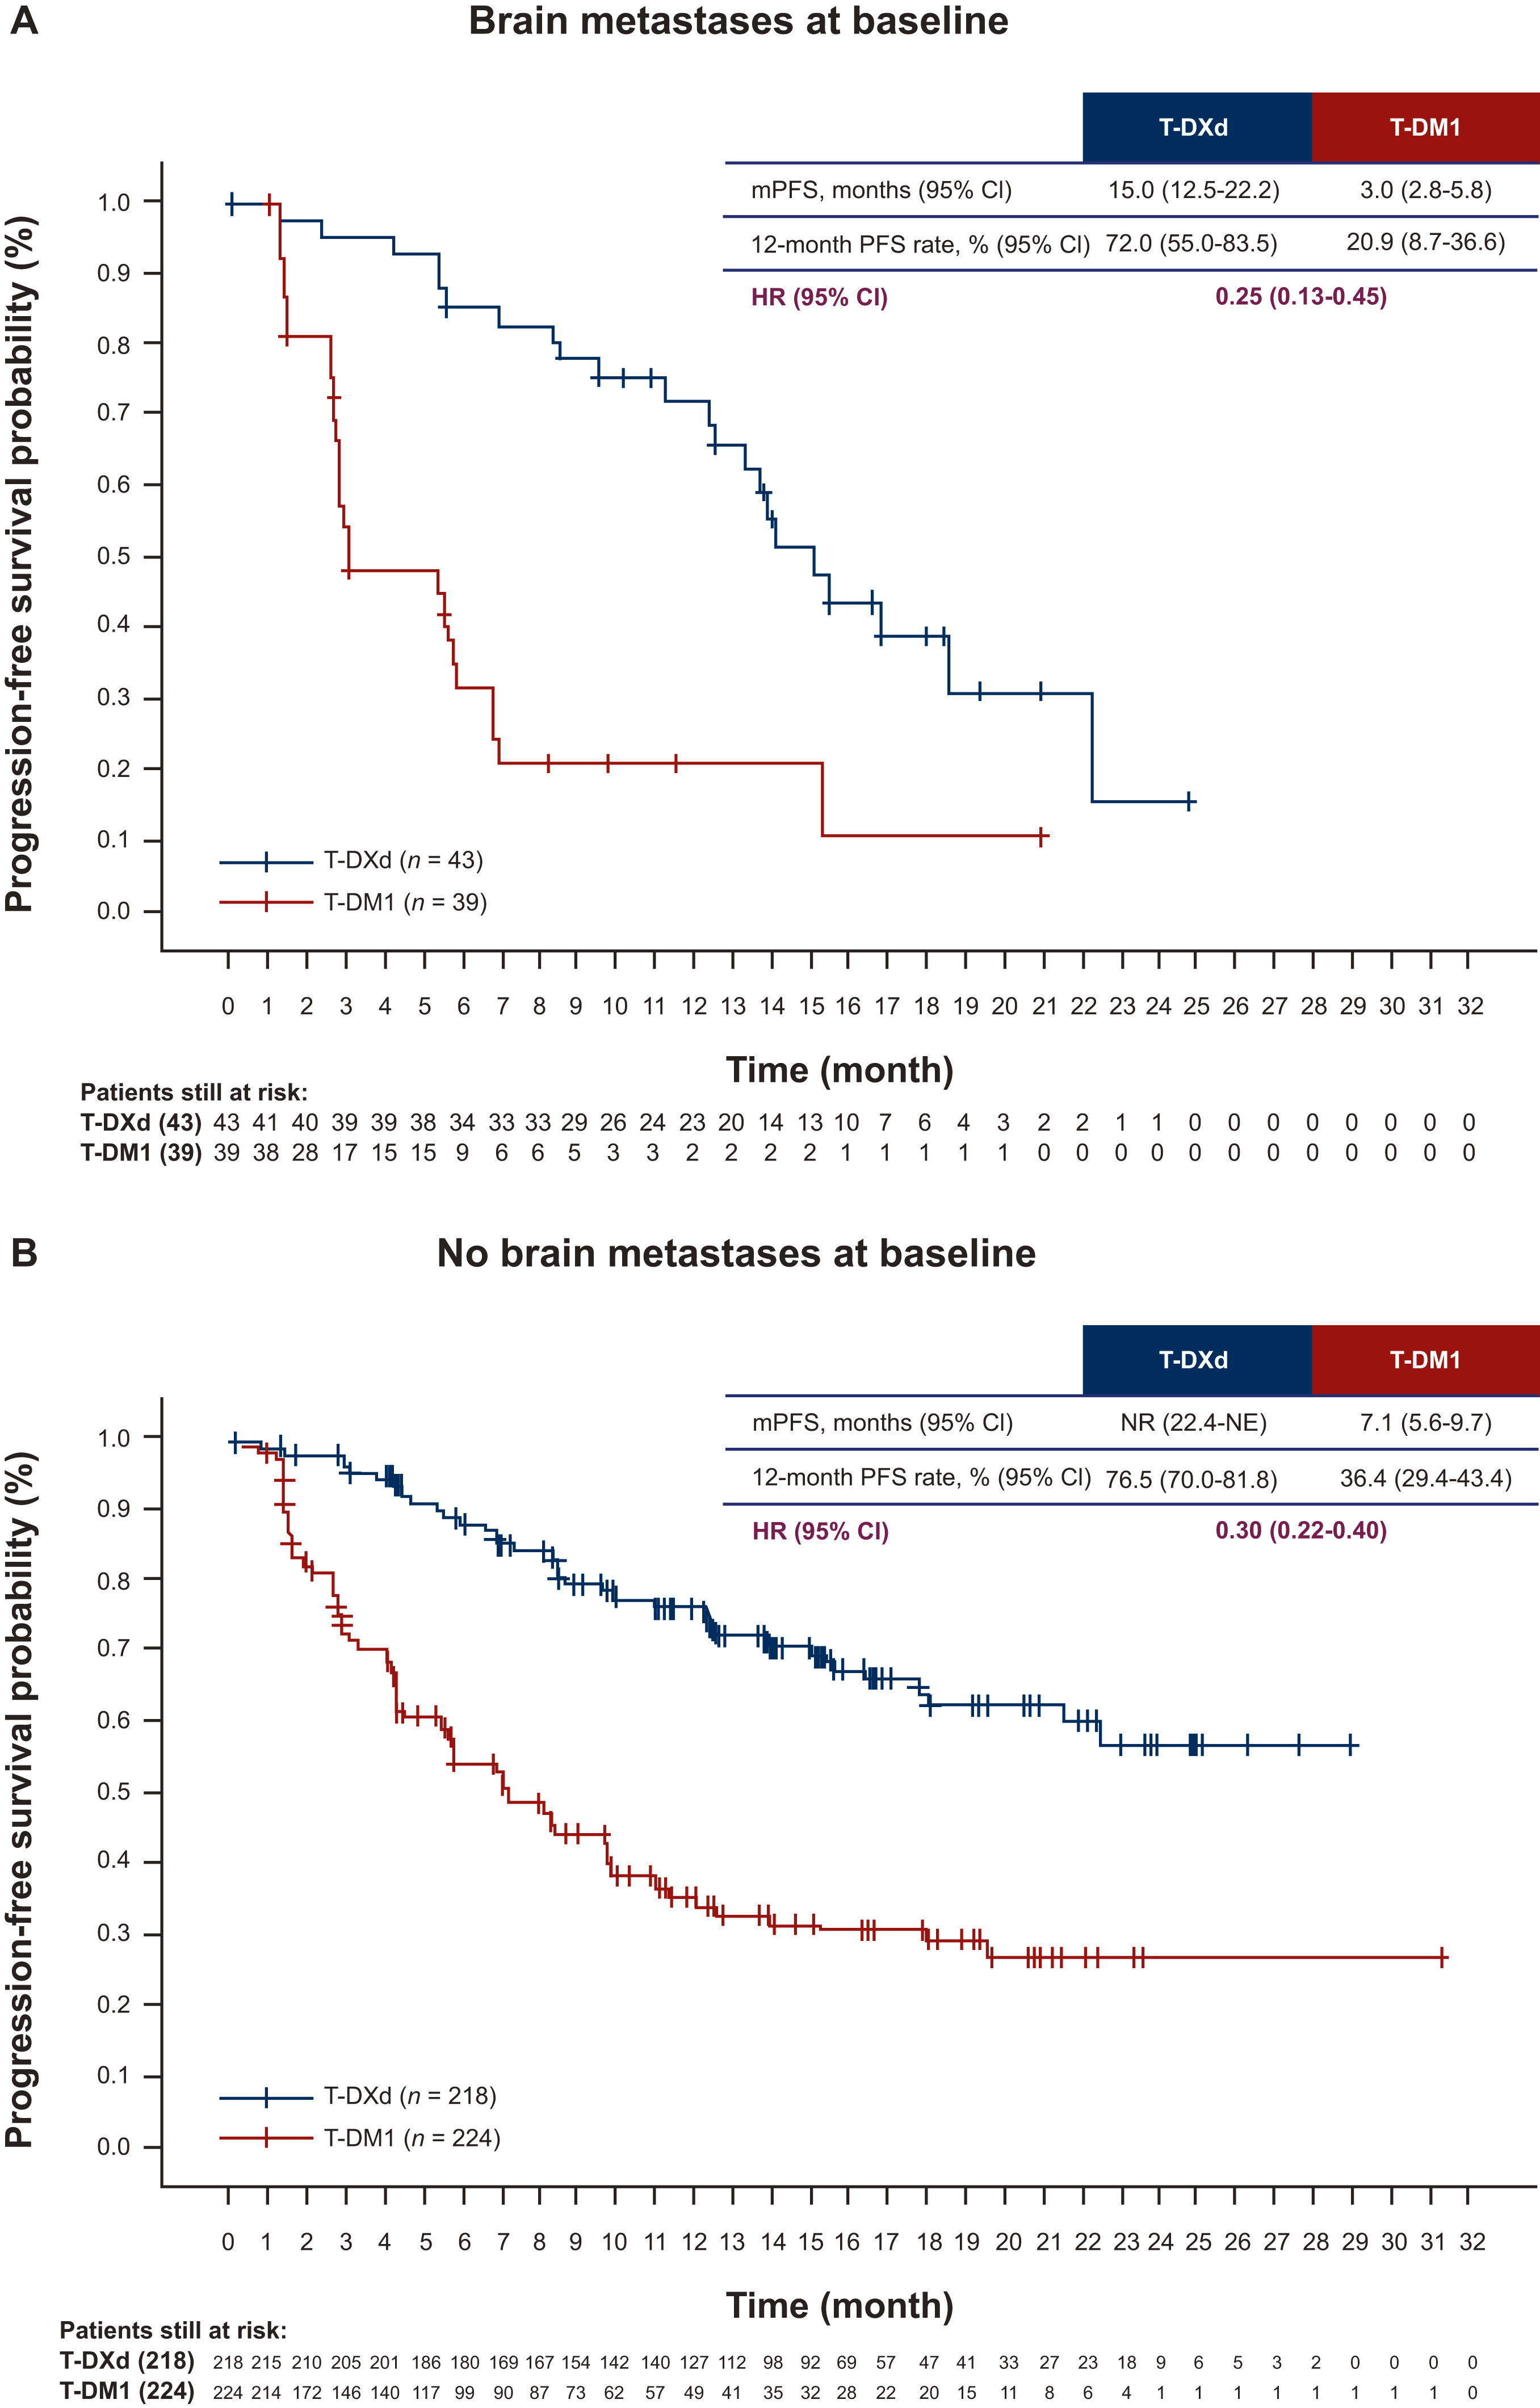 A Brain metastases at baseline
T-DXd T-DM1
mPFS, months (95% CI) 15.0 (12.5-22.2) 3.0 (2.8-5.8)
12-month PFS rate, % (95% CI) 72.0 (55.0-83.5) 20.9 (8.7-36.6)
HR (95% CI) 0.25 (0.13-0.45)
Progression-free survival probability (%)
1.0
0.9
0.8
0.7
0.6
0.5
0.4
0.3
0.2
0.1
0.0
T-DXd (n = 43)
T-DM1 (n = 39)
0 1 2 3 4 5 6 7 8 9 10 11 12 13 14 15 16 17 18 19 20 21 22 23 24 25 26 27 28 29 30 31 32
Time (month)
Patients still at risk:
T-DXd (43) 43 41 40 39 39 38 34 33 33 29 26 24 23 20 14 13 10 7 6 4 3 2 2 1 1 0 0 0 0 0 0 0 0
T-DM1 (39) 39 38 28 17 15 15 9 6 6 5 3 3 2 2 2 2 1 1 1 1 1 0 0 0 0 0 0 0 0 0 0 0 0
B No brain metastases at baseline
T-DXd T-DM1
mPFS, months (95% CI) NR (22.4-NE) 7.1 (5.6-9.7)
12-month PFS rate, % (95% CI) 76.5 (70.0-81.8) 36.4 (29.4-43.4)
HR (95% CI) 0.30 (0.22-0.40)
Progression-free survival probability (%)
1.0
0.9
0.8
0.7
0.6
0.5
0.4
0.3
0.2
0.1
0.0
T-DXd (n = 218)
T-DM1 (n = 224)
0 1 2 3 4 5 6 7 8 9 10 11 12 13 14 15 16 17 18 19 20 21 22 23 24 25 26 27 28 29 30 31 32
Time (month)
Patients still at risk:
T-DXd (218) 218 215 210 205 201 186 180 169 167 154 142 140 127 112 98 92 69 57 47 41 33 27 23 18 9 6 5 3 2 0 0 0 0
T-DM1 (224) 224 214 172 146 140 117 99 90 87 73 62 57 49 41 35 32 28 22 20 15 11 8 6 4 1 1 1 1 1 1 1 1 0